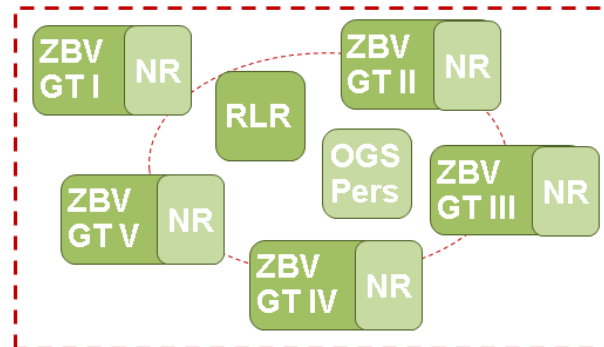 ZBV
GT I
NR
ZBV
GT II
NR
RLR
OGS
Pers
ZBV
GT III
NR
ZBV
GT V
NR
ZBV
GT IV
NR